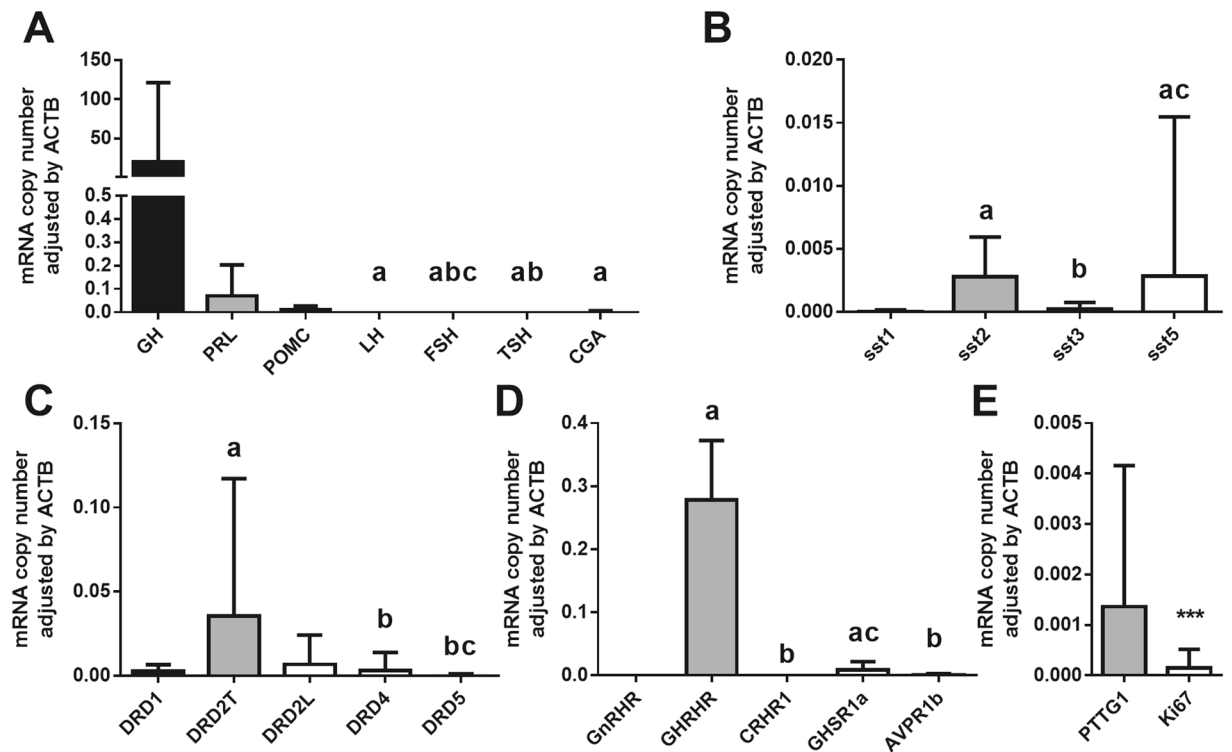 A
mRNA copy number
adjusted by ACTB
150
100
50
0.5
0.4
0.3
0.2
0.1
0.0
a
abc
ab
a
GH
PRL
POMC
LH
FSH
TSH
CGA
B
mRNA copy number
adjusted by ACTB
0.020
0.015
0.010
0.005
0.000
a
b
ac
sst1
sst2
sst3
sst5
C
mRNA copy number
adjusted by ACTB
0.15
0.10
0.05
0.00
a
b
bc
DRD1
DRD2T
DRD2L
DRD4
DRD5
D
mRNA copy number
adjusted by ACTB
0.4
0.3
0.2
0.1
0.0
a
b
ac
b
GnRHR
GHRHR
CRHR1
GHSR1a
AVPR1b
E
mRNA copy number
adjusted by ACTB
0.005
0.004
0.003
0.002
0.001
0.000
***
PTTG1
Ki67